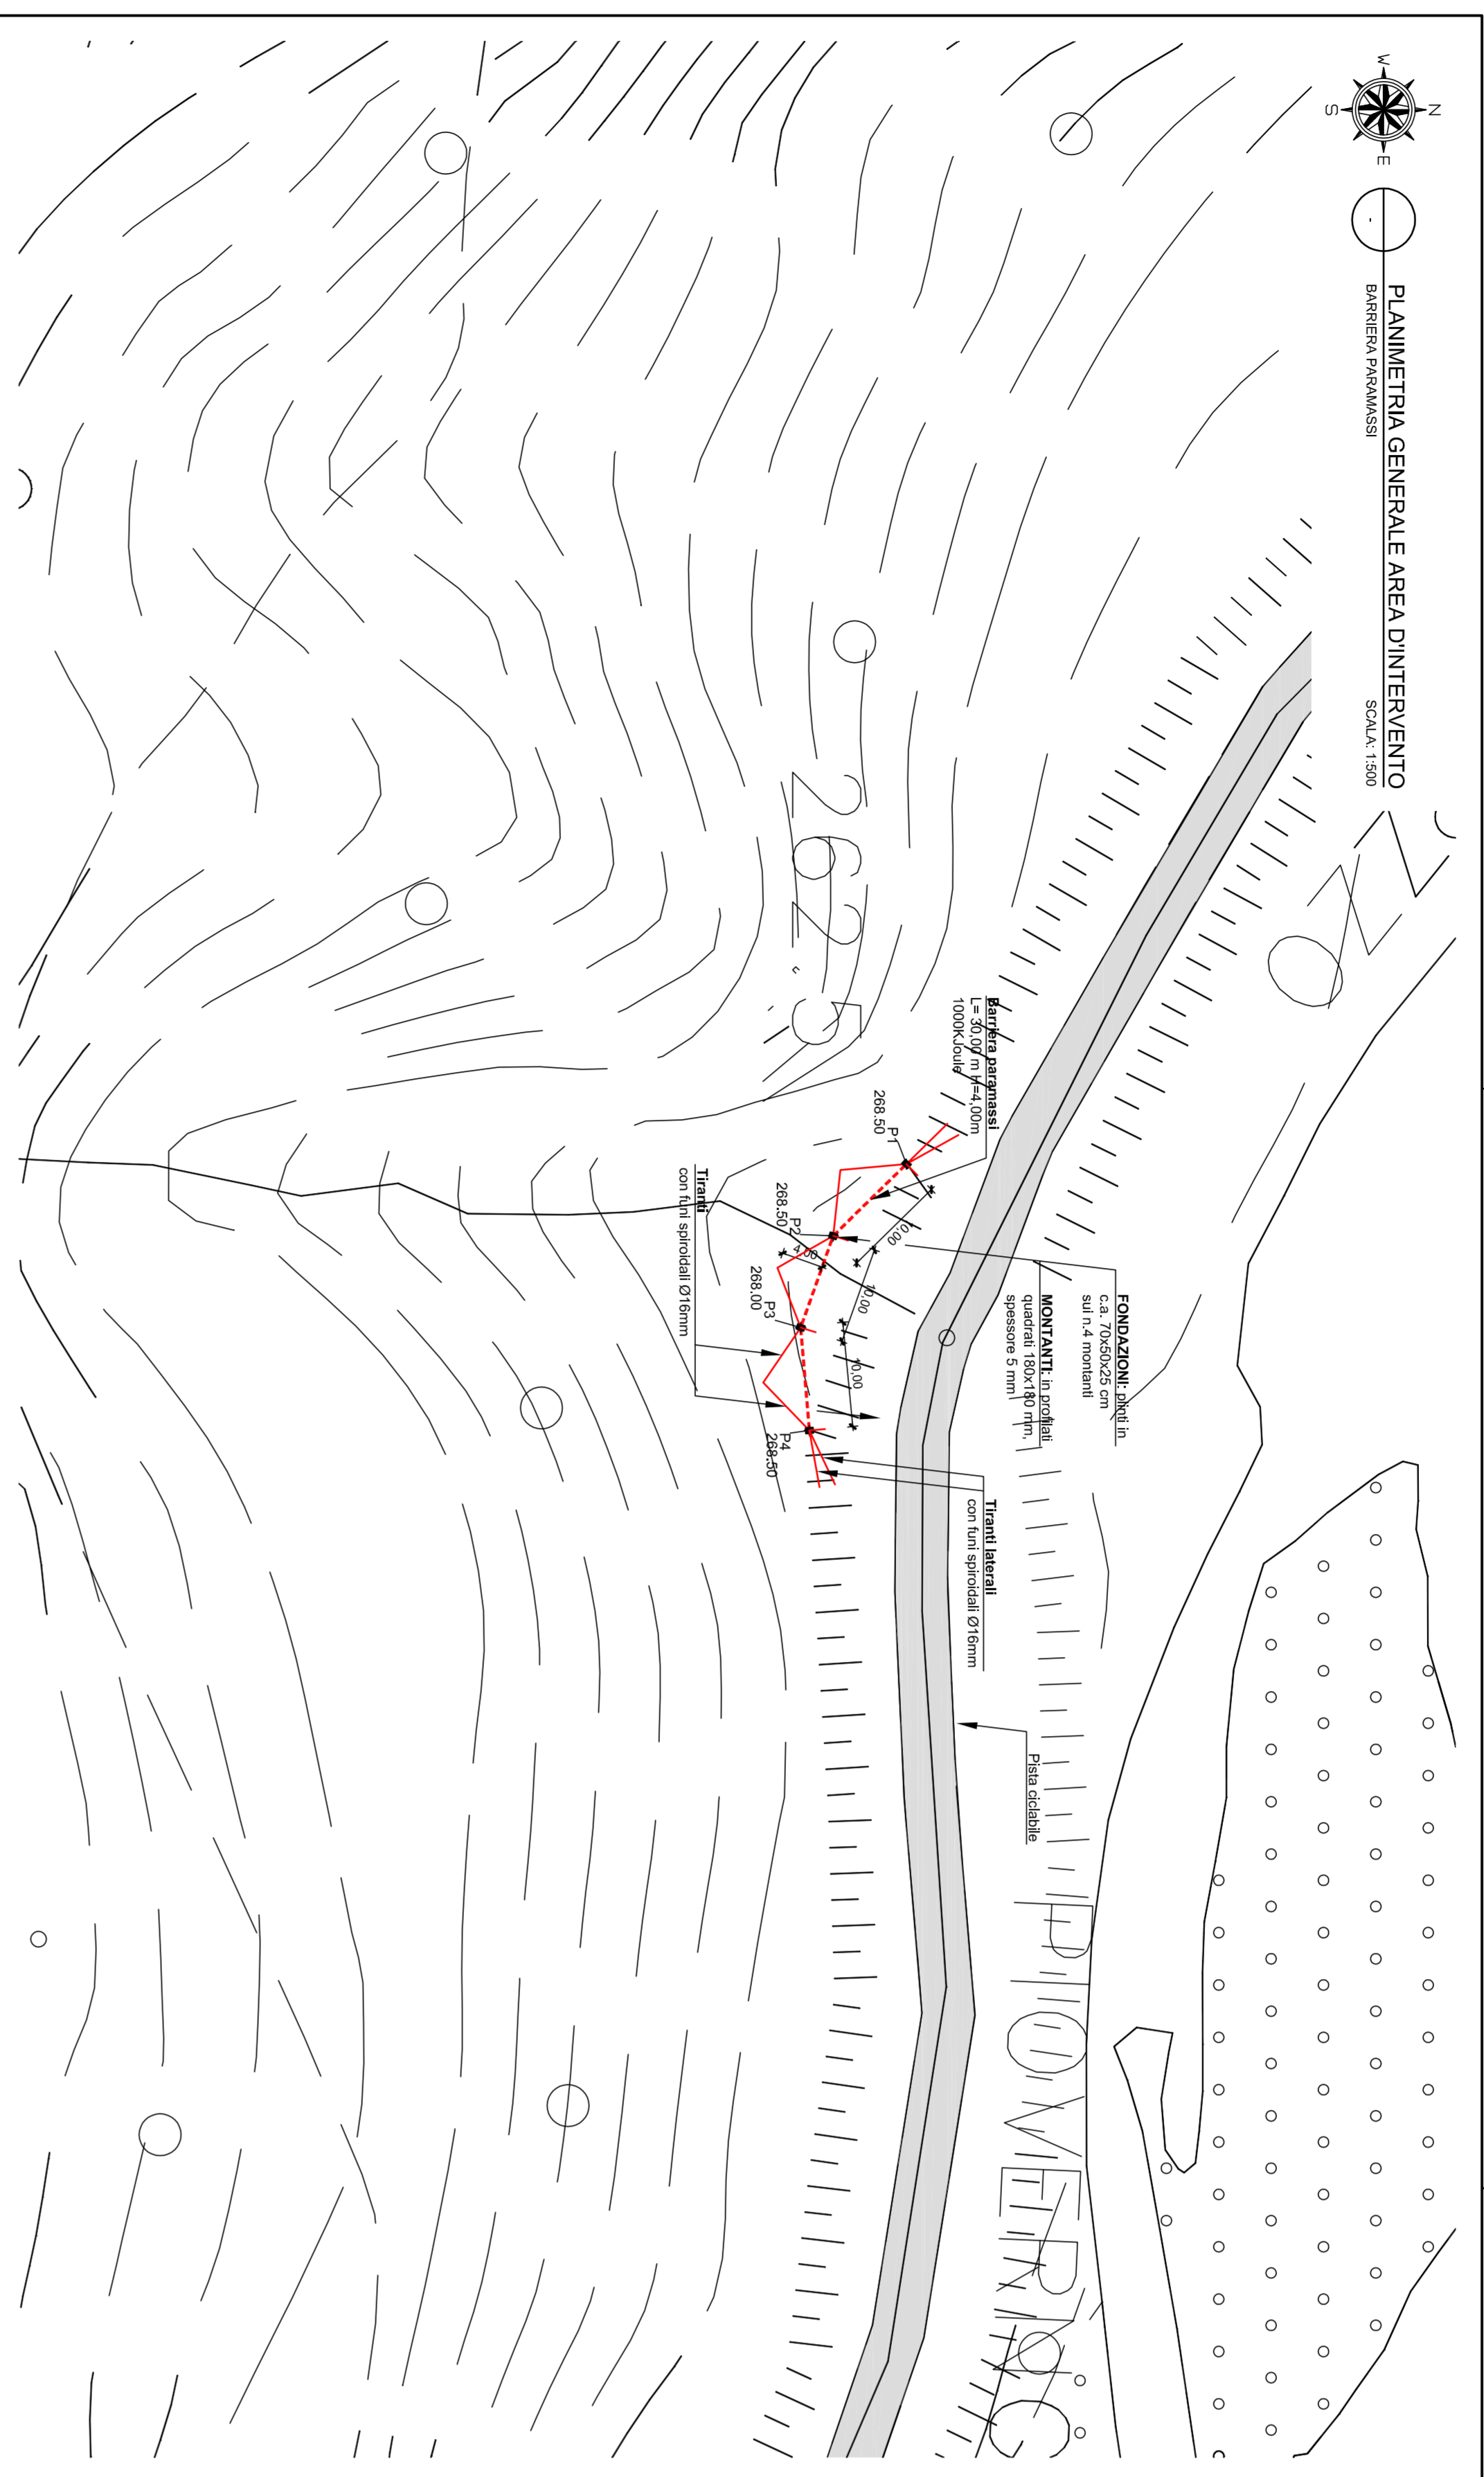 N
W
E
S
-
PLANIMETRIA GENERALE AREA D'INTERVENTO
BARRIERA PARAMASSI
SCALA: 1:500
FONDAZIONI: plinti in
c.a. 70x50x25 cm
sui n.4 montanti
MONTANTI: in profilati
quadrati 180x180 mm,
spessore 5 mm
Barriera paramassi
L= 30,00 m H=4,00m
1000KJoule
Pista ciclabile
Tiranti laterali
con funi spiroidali Ø16mm
P1
268.50
10,00
10,00
10,00
4,00
P2
268.50
P3
268.00
P4
268.50
Tiranti
con funi spiroidali Ø16mm
263